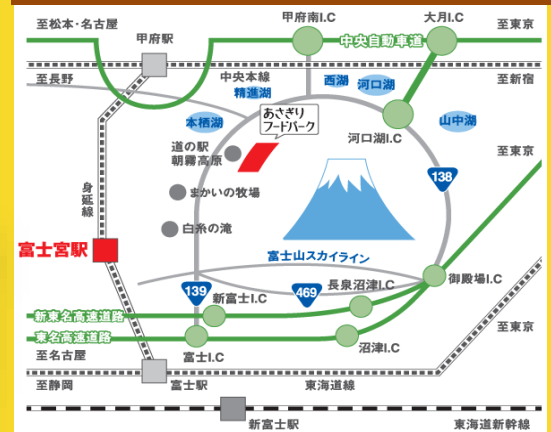 至松本・名古屋
甲府駅
甲府南I.C
大月I.C
至東京
中央自動車道
至長野
中央本線
至新宿
精進湖
西湖
河口湖
本栖湖
あさぎり
フードパーク
山中湖
河口湖I.C
道の駅
朝霧高原
至東京
138
まかいの牧場
身延線
白糸の滝
富士宮駅
富士山スカイライン
御殿場I.C
139
469
長泉沼津I.C
新富士I.C
新東名高速道路
東名高速道路
至東京
至名古屋
富士I.C
沼津I.C
至静岡
富士駅
東海道線
新富士駅
東海道新幹線